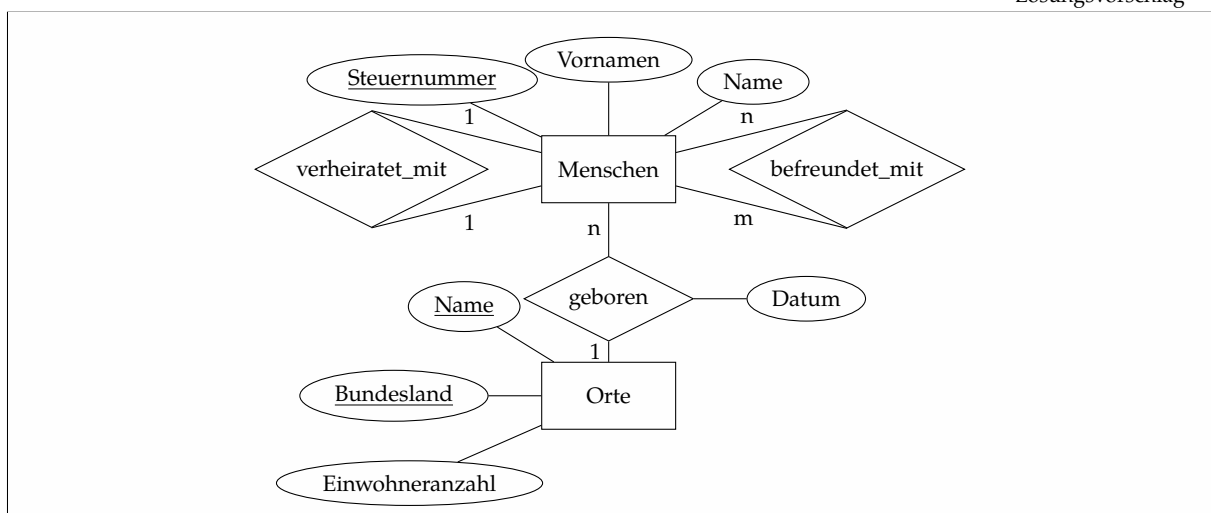 Lösungsvorschlag
Vornamen
Steuernummer
Name
1
n
verheiratet_mit
Menschen
befreundet_mit
1
n
m
Name
geboren
Datum
1
Bundesland
Orte
Einwohneranzahl